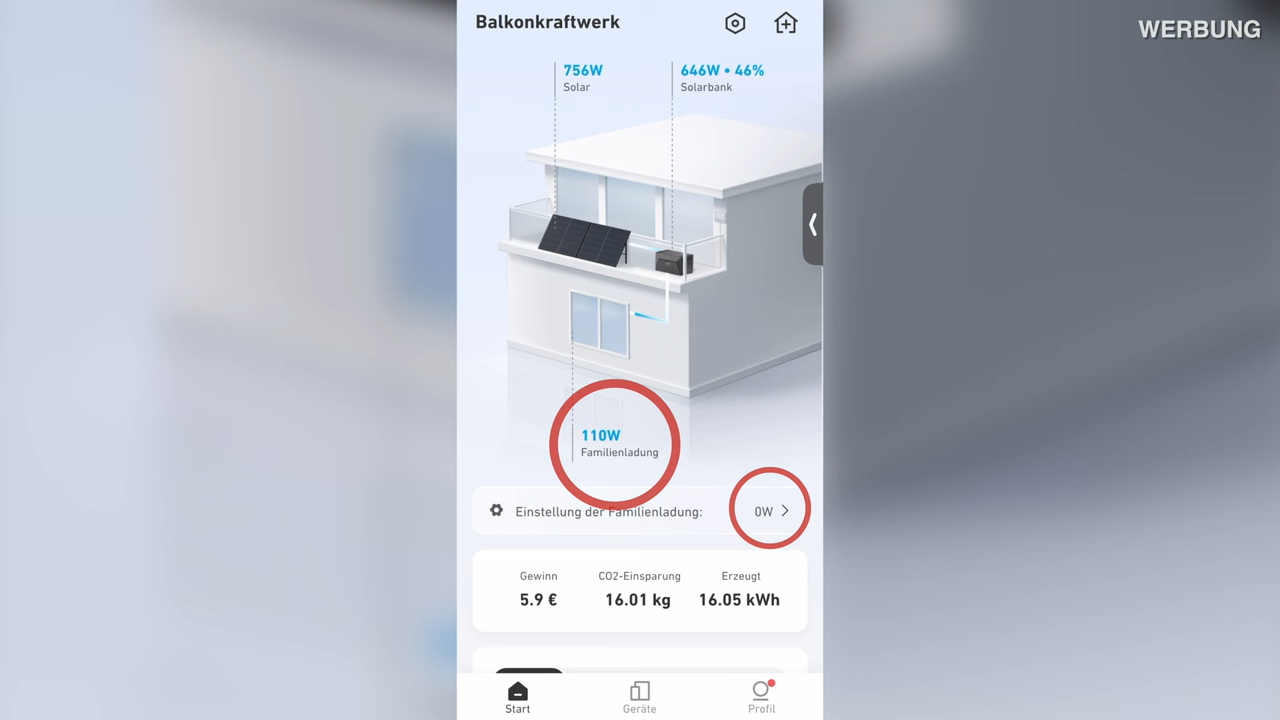 Balkonkraftwerk
WERBUNG
756W
Solar
646W • 46%
Solarbank
110W
Familienladung
Einstellung der Familienladung:
0W
Gewinn
CO2-Einsparung
Erzeugt
5.9 €
16.01 kg
16.05 kWh
Start
Geräte
Profil